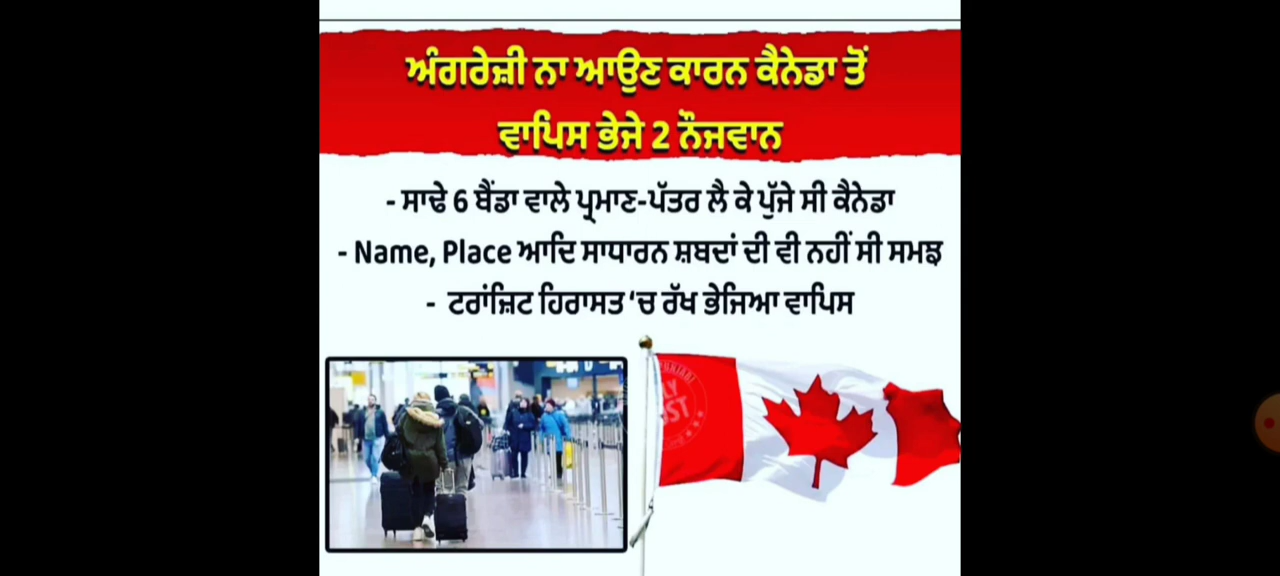 ਅੰਗਰੇਜ਼ੀ ਨਾ ਆਉਣ ਕਾਰਨ ਕੈਨੇਡਾ ਤੋਂ
ਵਾਪਿਸ ਭੇਜੇ 2 ਨੌਜਵਾਨ
- ਸਾਢੇ 6 ਬੈਂਡਾ ਵਾਲੇ ਪ੍ਰਮਾਣ-ਪੱਤਰ ਲੈ ਕੇ ਪੁੱਜੇ ਸੀ ਕੈਨੇਡਾ
- Name, Place ਆਦਿ ਸਾਧਾਰਨ ਸ਼ਬਦਾਂ ਦੀ ਵੀ ਨਹੀਂ ਸੀ ਸਮਝ
- ਟਰਾਂਜ਼ਿਟ ਹਿਰਾਸਤ ‘ਚ ਰੱਖ ਭੇਜਿਆ ਵਾਪਿਸ